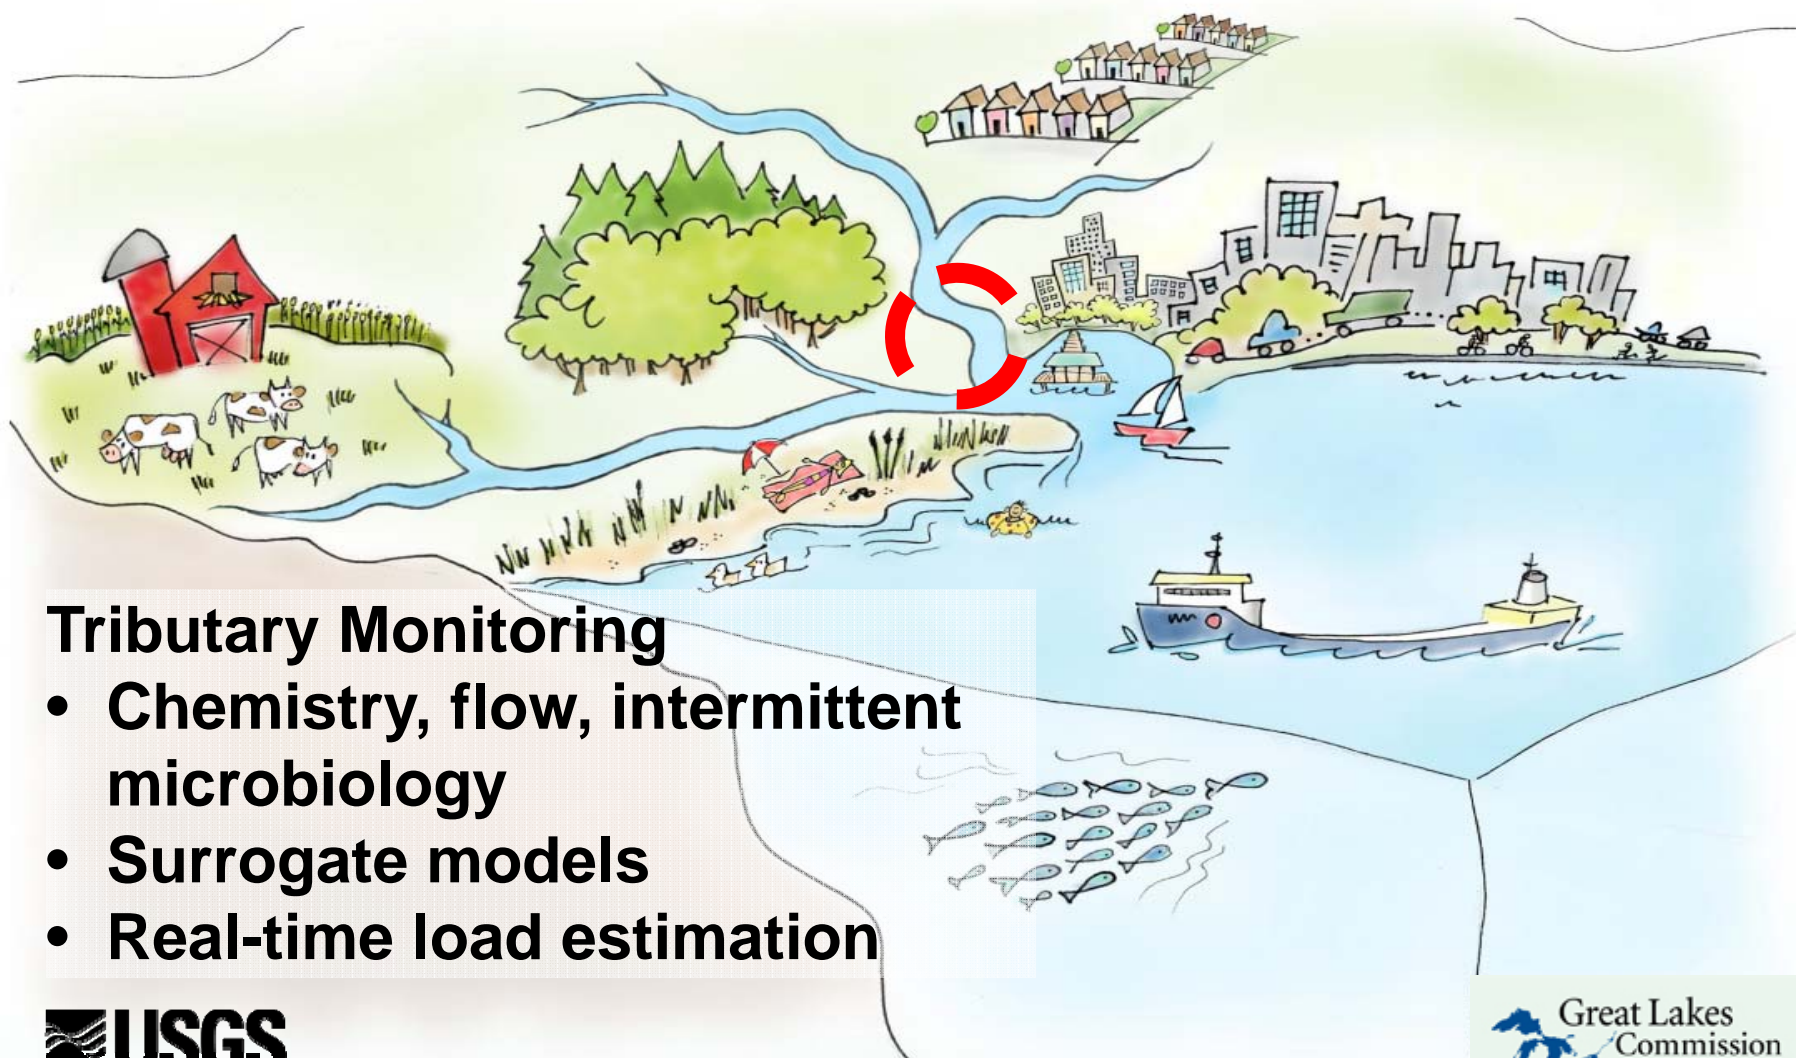 Tributary Monitoring
• Chemistry, flow, intermittent
microbiology
• Surrogate models
• Real-time load estimation
USGS
Great Lakes
Commission